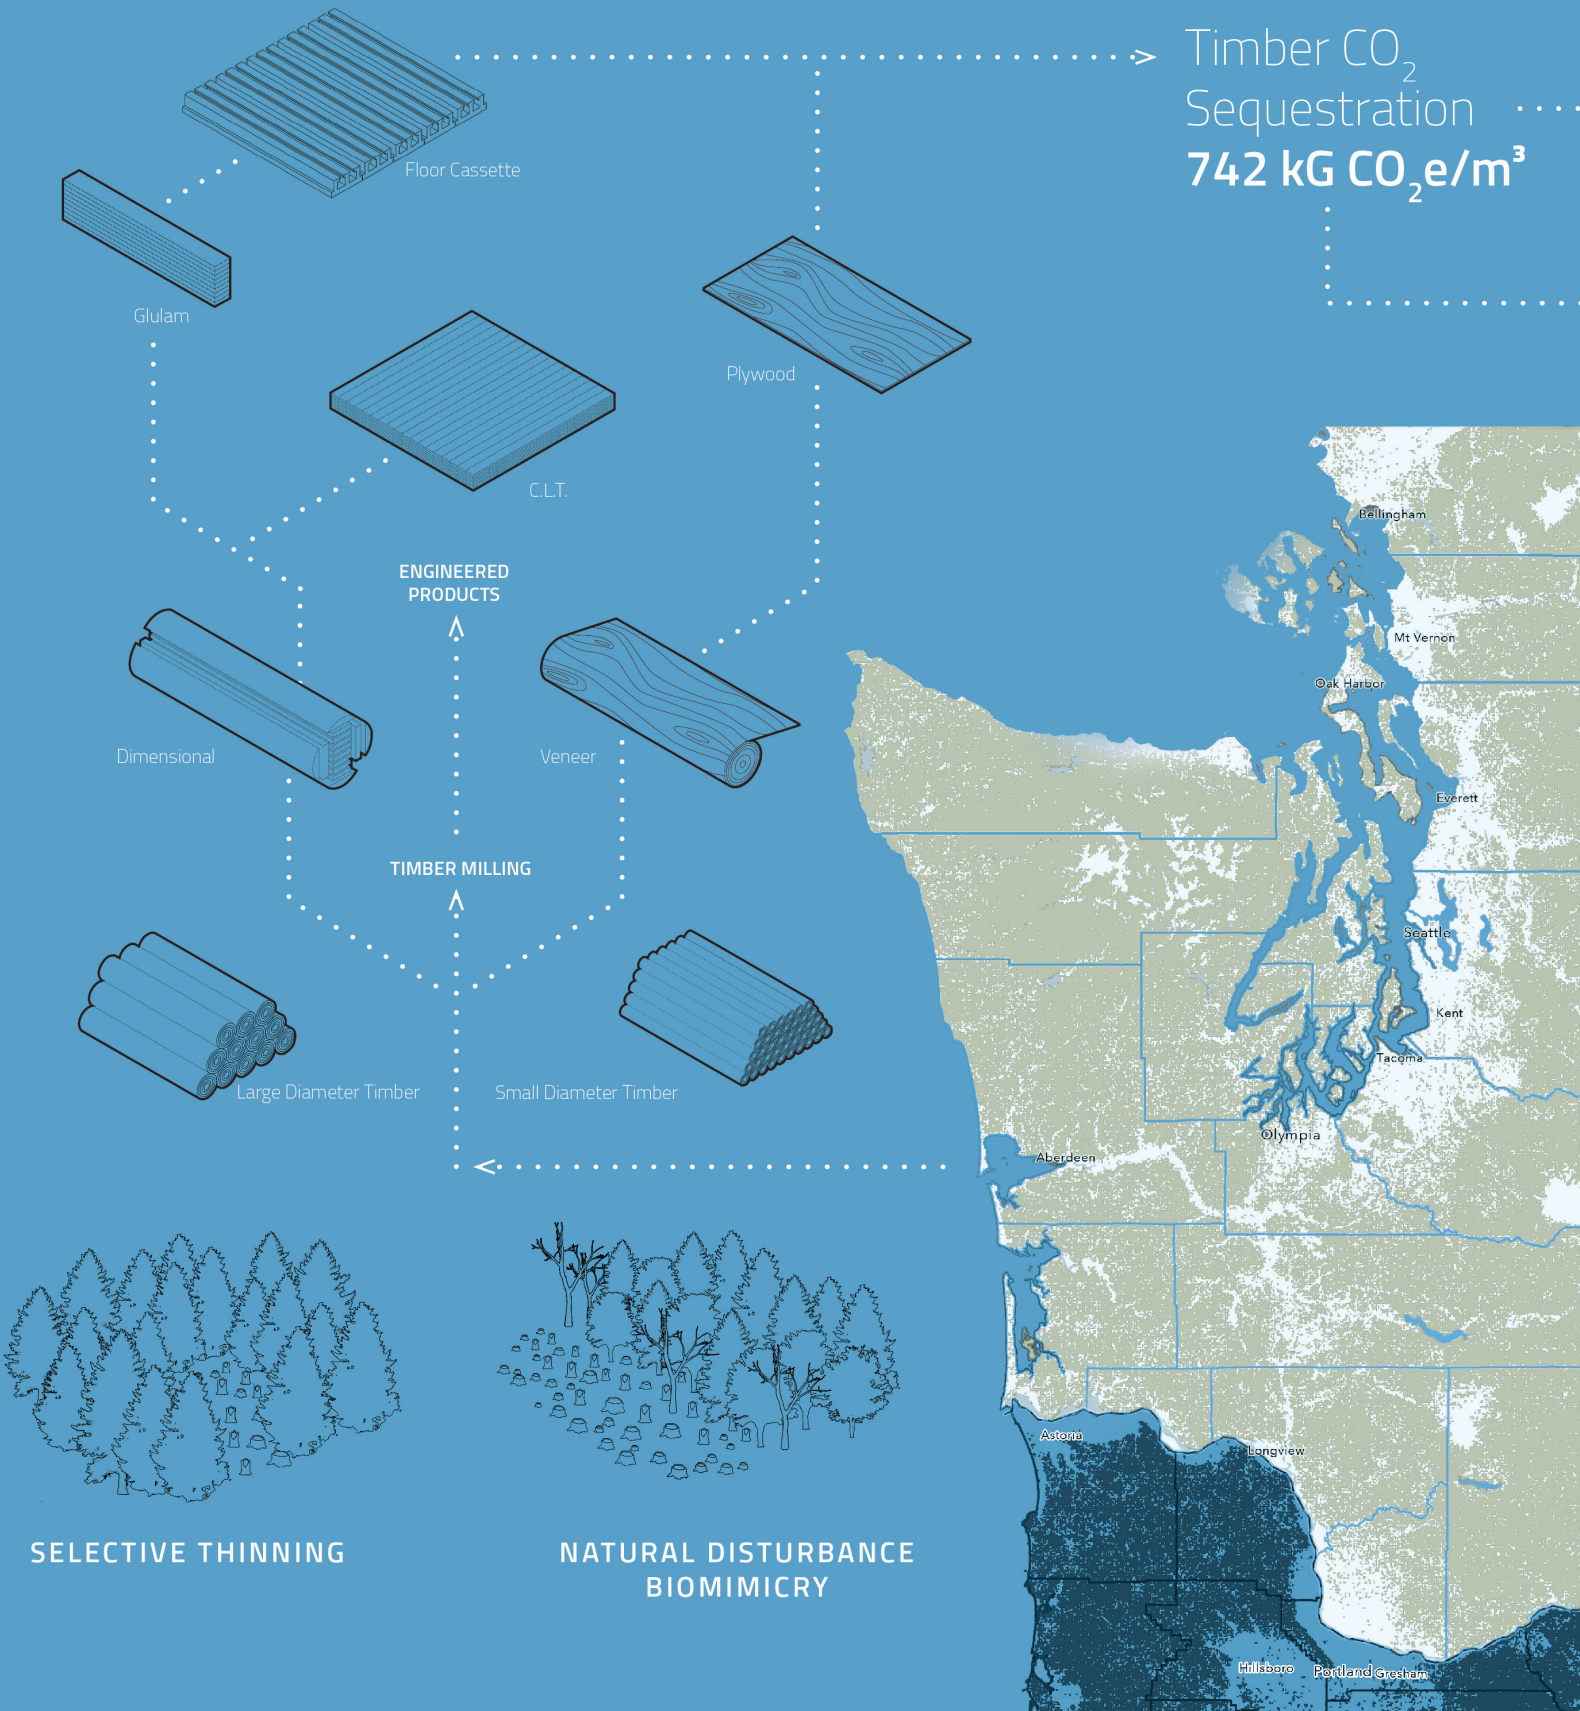 Timber CO₂
Sequestration
742 kG CO₂e/m³
Floor Cassette
Glulam
Plywood
C.L.T.
ENGINEERED
PRODUCTS
Dimensional
Veneer
TIMBER MILLING
Large Diameter Timber
Small Diameter Timber
SELECTIVE THINNING
NATURAL DISTURBANCE
BIOMIMICRY
Bellingham
Mt Vernon
Oak Harbor
Everett
Seattle
Kent
Tacoma
Olympia
Aberdeen
Astoria
Longview
Hillsboro
Portland
Gresham